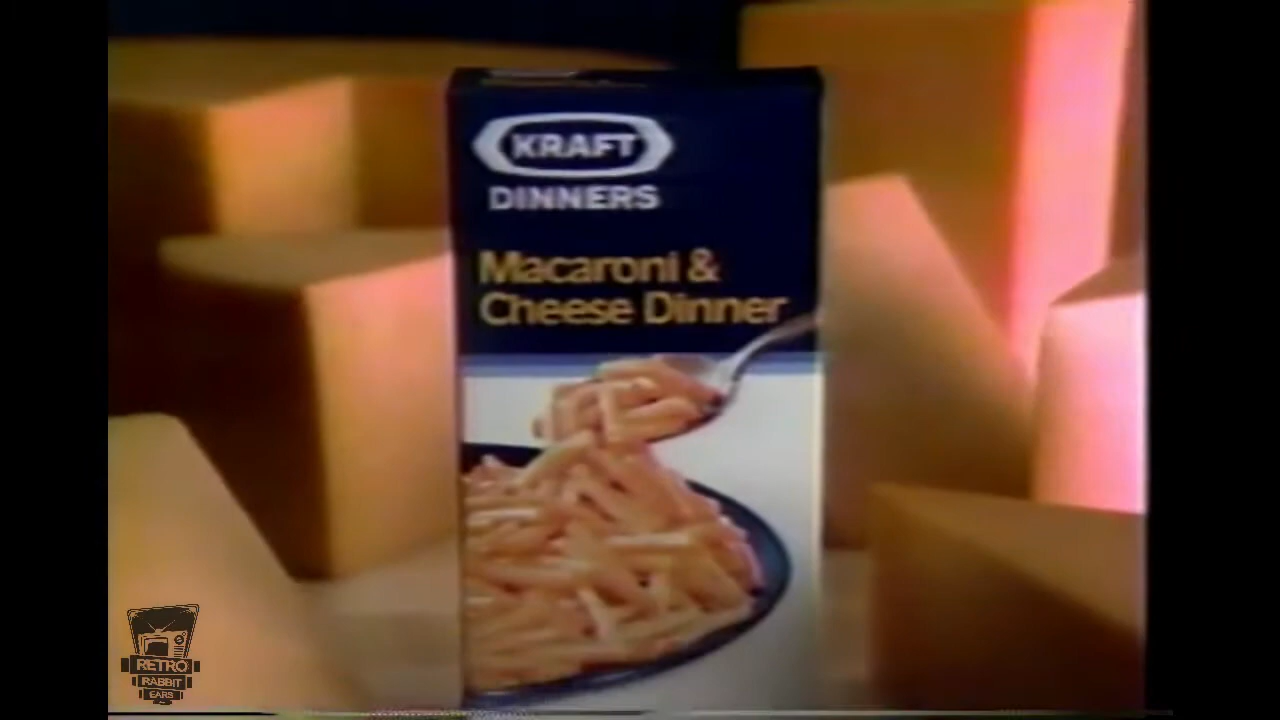 KRAFT
DINNERS
Macaroni &
Cheese Dinner
RETRO
RABBIT
EARS